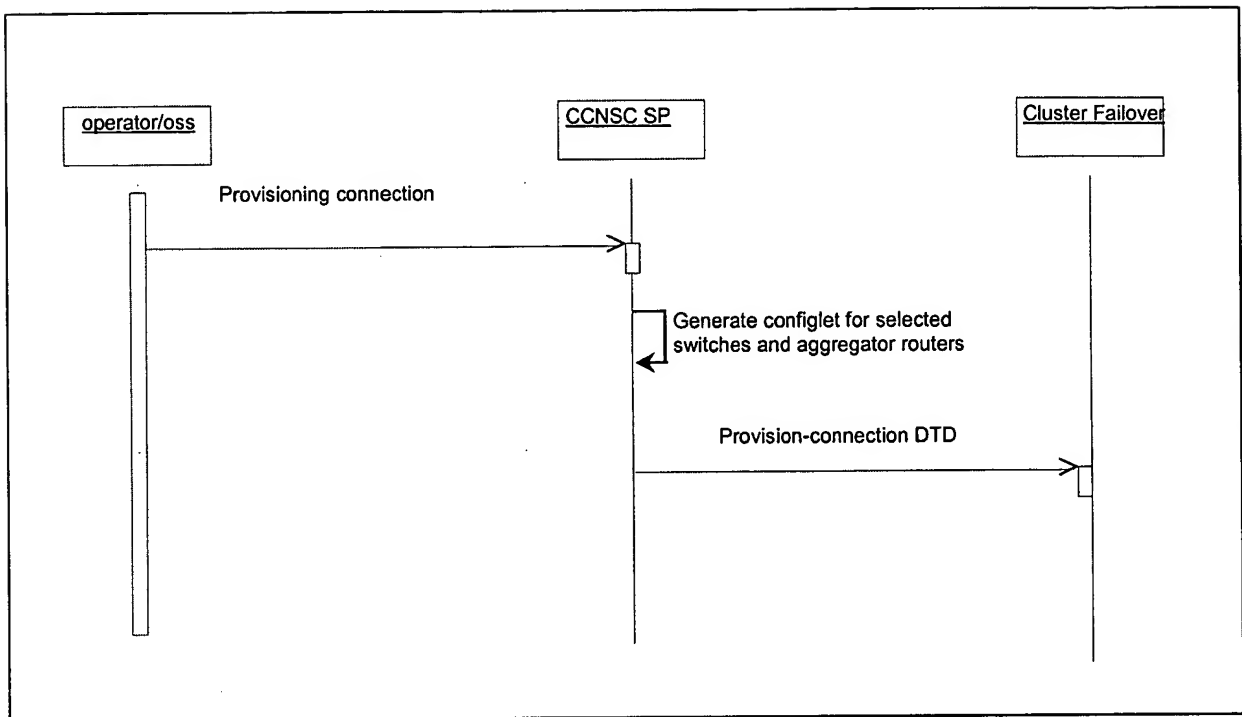 operator/oss
CCNSC SP
Cluster Failover
Provisioning connection
Generate configlet for selected
switches and aggregator routers
Provision-connection DTD